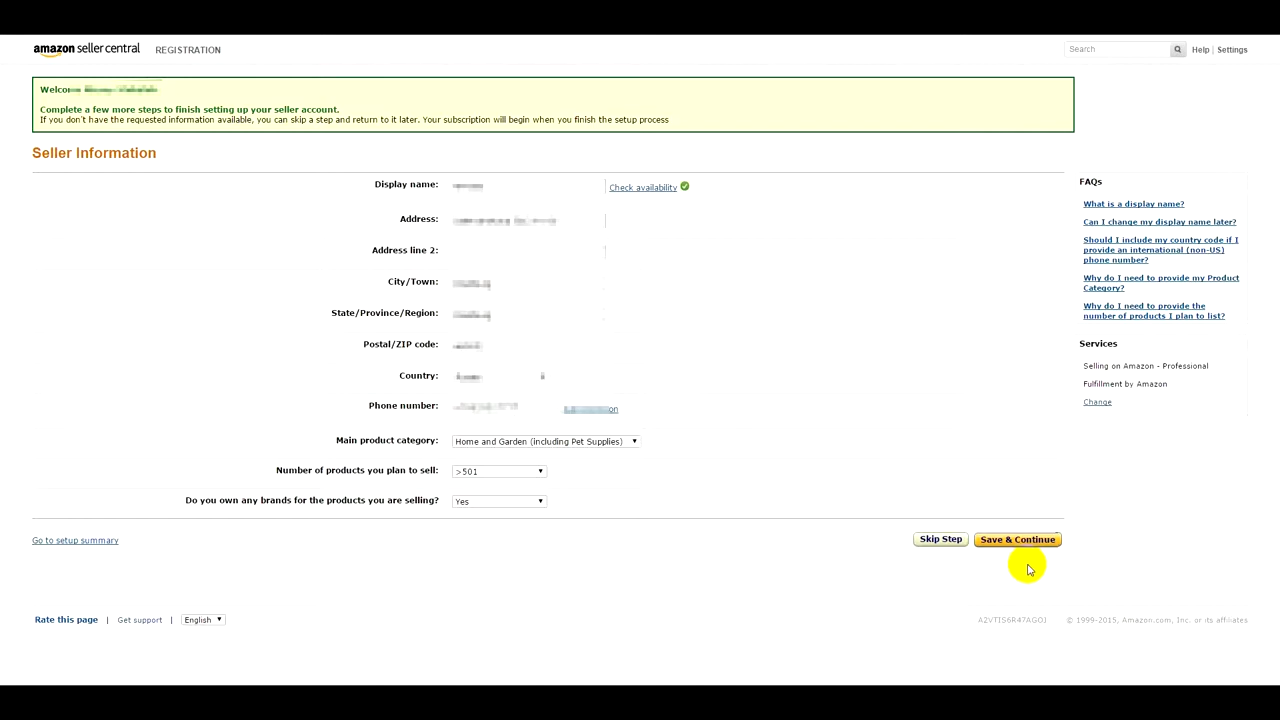 amazon seller central REGISTRATION
Search Help | Settings
Complete a few more steps to finish setting up your seller account.
If you don't have the requested information available, you can skip a step and return to it later. Your subscription will begin when you finish the setup process
Seller Information
Display name:
Check availability
Address:
Address line 2:
City/Town:
State/Province/Region:
Postal/ZIP code:
Country:
Phone number:
Main product category: Home and Garden (including Pet Supplies)
Number of products you plan to sell: >501
Do you own any brands for the products you are selling? Yes
Go to setup summary
Skip Step Save & Continue
FAQs
What is a display name?
Can I change my display name later?
Should I include my country code if I
provide an international (non-US)
phone number?
Why do I need to provide my Product
Category?
Why do I need to provide the
number of products I plan to list?
Services
Selling on Amazon - Professional
Fulfillment by Amazon
Change
Rate this page | Get support | English
A2VTIS6R47AGOJ © 1999-2015, Amazon.com, Inc. or its affiliates